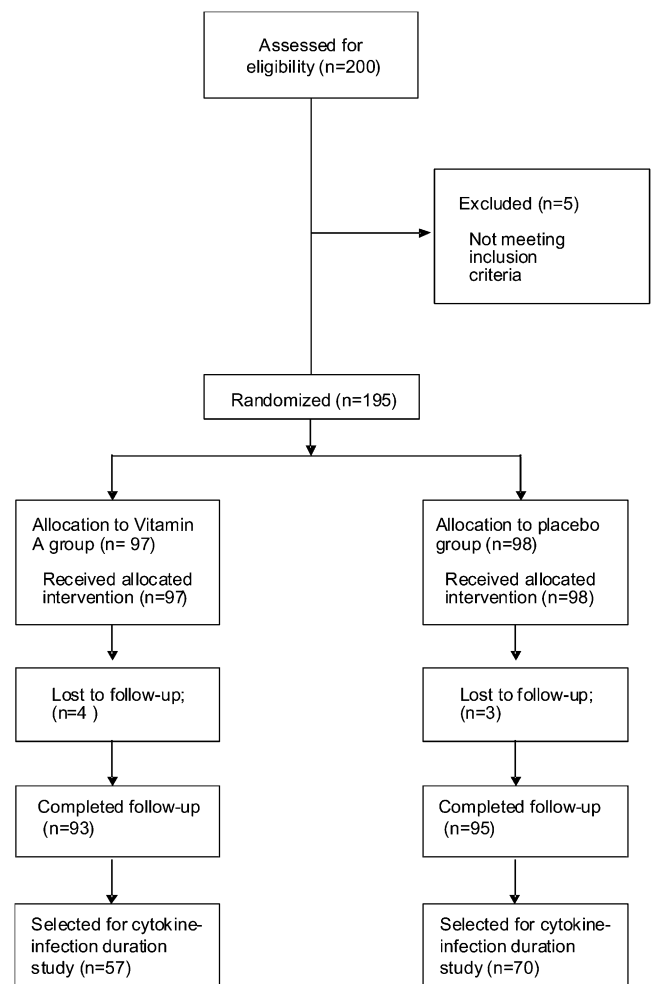 Assessed for
eligibility (n=200)
Excluded (n=5)
Not meeting
inclusion
criteria
Randomized (n=195)
Allocation to Vitamin
A group (n= 97)
Received allocated
intervention (n=97)
Allocation to placebo
group (n=98)
Received allocated
intervention (n=98)
Lost to follow-up;
(n=4 )
Lost to follow-up;
(n=3)
Completed follow-up
(n=93)
Completed follow-up
(n=95)
Selected for cytokine-
infection duration
study (n=57)
Selected for cytokine-
infection duration
study (n=70)